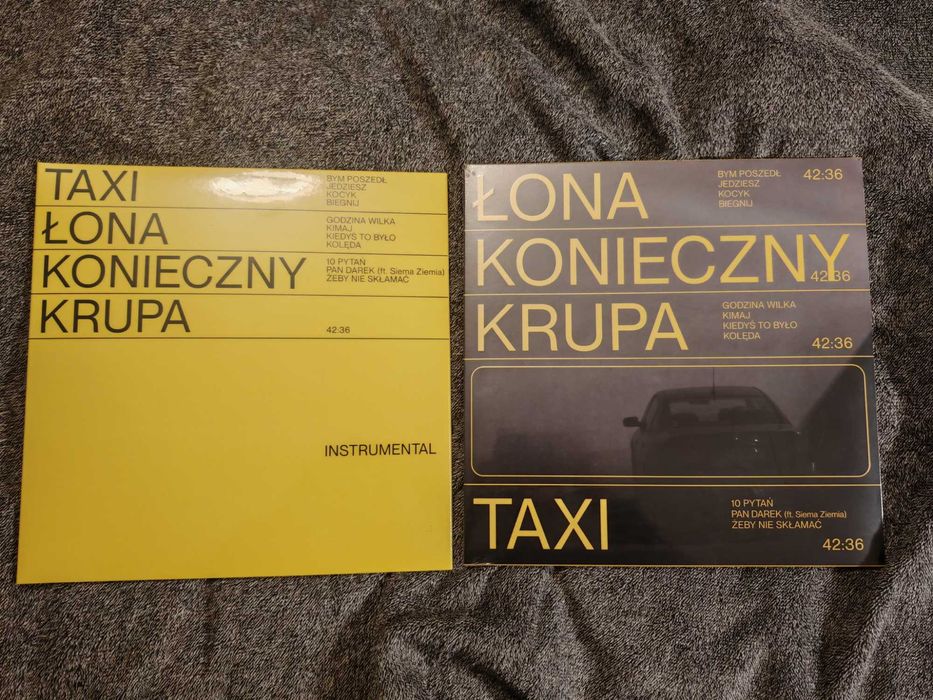 TAXI
BYM POSZEDŁ
JEDZIESZ
KOCYK
BIEGNIJ
ŁONA
GODZINA WILKA
KIMAJ
KIEDYŚ TO BYŁO
KOLĘDA
KONIECZNY
10 PYTAŃ
PAN DAREK (ft. Siema Ziemia)
ŻEBY NIE SKŁAMAĆ
KRUPA
42:36
INSTRUMENTAL
ŁONA
BYM POSZEDŁ
JEDZIESZ
KOCYK
BIEGNIJ
42:36
KONIECZNY
42:36
KRUPA
GODZINA WILKA
KIMAJ
KIEDYŚ TO BYŁO
KOLĘDA
42:36
TAXI
10 PYTAŃ
PAN DAREK (ft. Siema Ziemia)
ŻEBY NIE SKŁAMAĆ
42:36